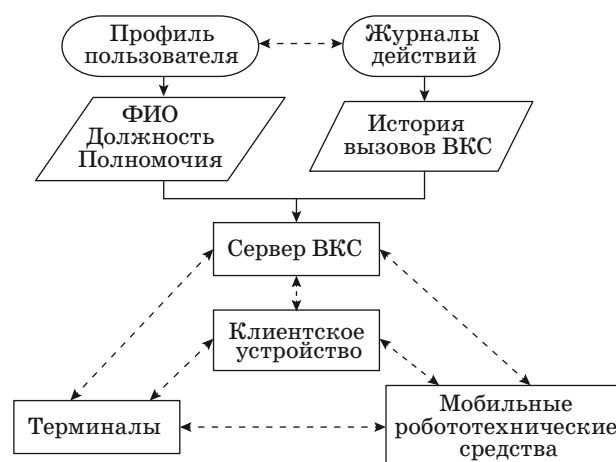 Профиль
пользователя
Журналы
действий
ФИО
Должность
Полномочия
История
вызовов ВКС
Сервер ВКС
Клиентское
устройство
Терминалы
Мобильные
робототехнические
средства